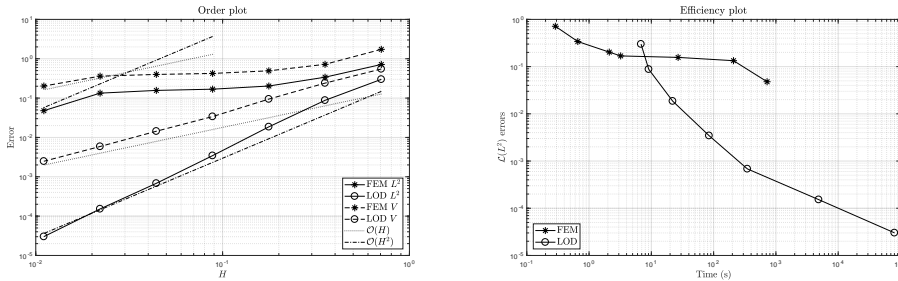 Order plot
10^1
10^0
10^-1
10^-2
10^-3
10^-4
10^-5
Error
10^-2
10^-1
10^0
H
FEM L^2
LOD L^2
FEM V
LOD V
O(H)
O(H^2)
Efficiency plot
10^0
10^-1
10^-2
10^-3
10^-4
10^-5
L(L^2) errors
10^-1
10^0
10^1
10^2
10^3
10^4
Time (s)
FEM
LOD